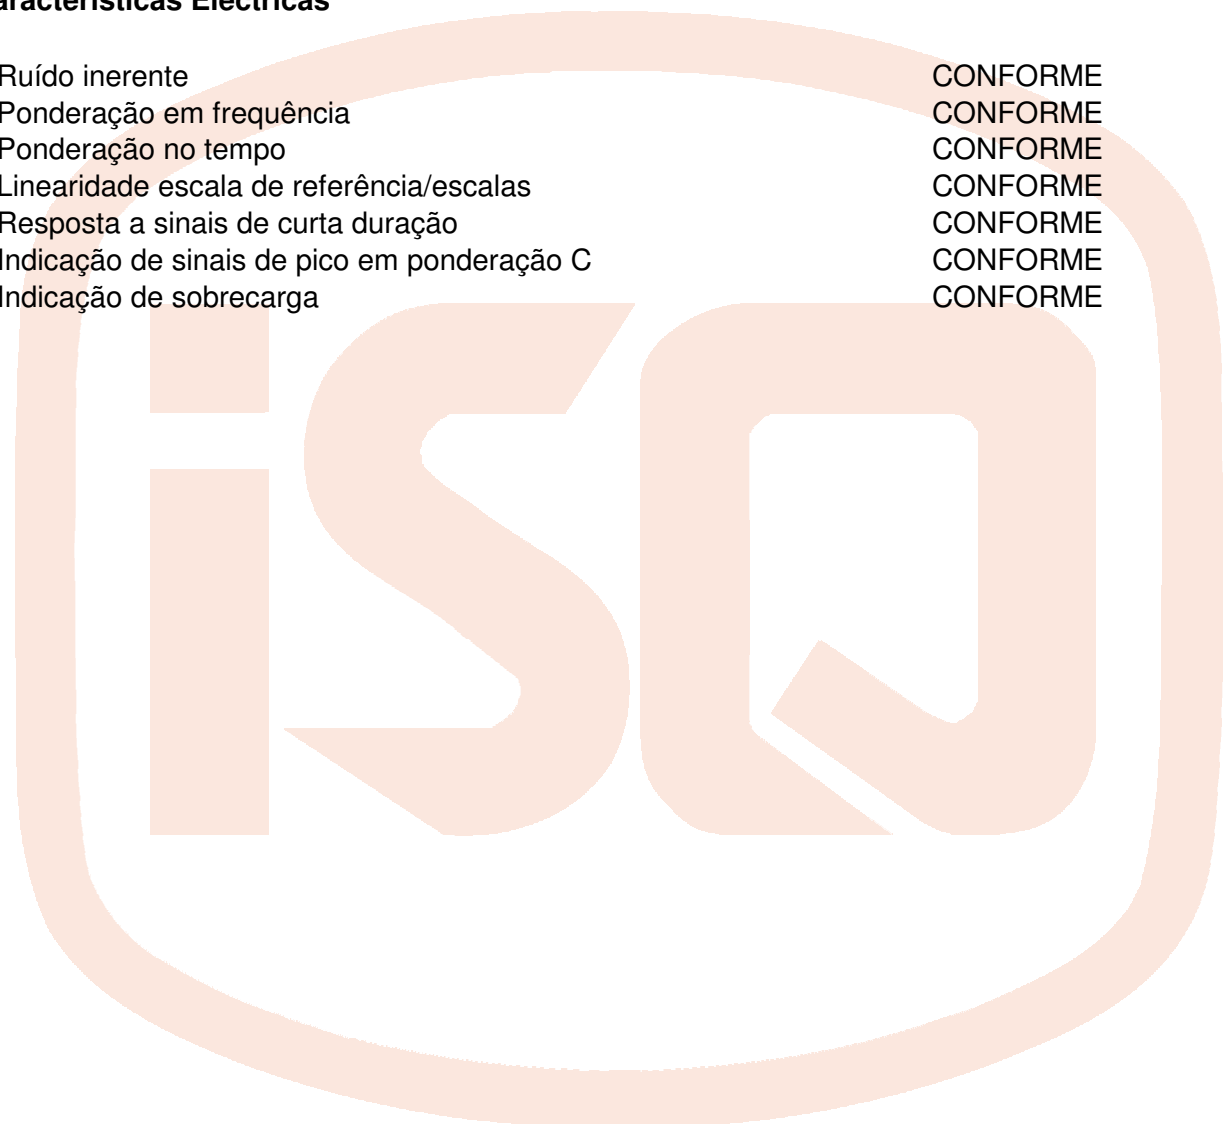 aracterísticas Eléctricas
Ruído inerente CONFORME
Ponderação em frequência CONFORME
Ponderação no tempo CONFORME
Linearidade escala de referência/escalas CONFORME
Resposta a sinais de curta duração CONFORME
Indicação de sinais de pico em ponderação C CONFORME
Indicação de sobrecarga CONFORME
iSQ